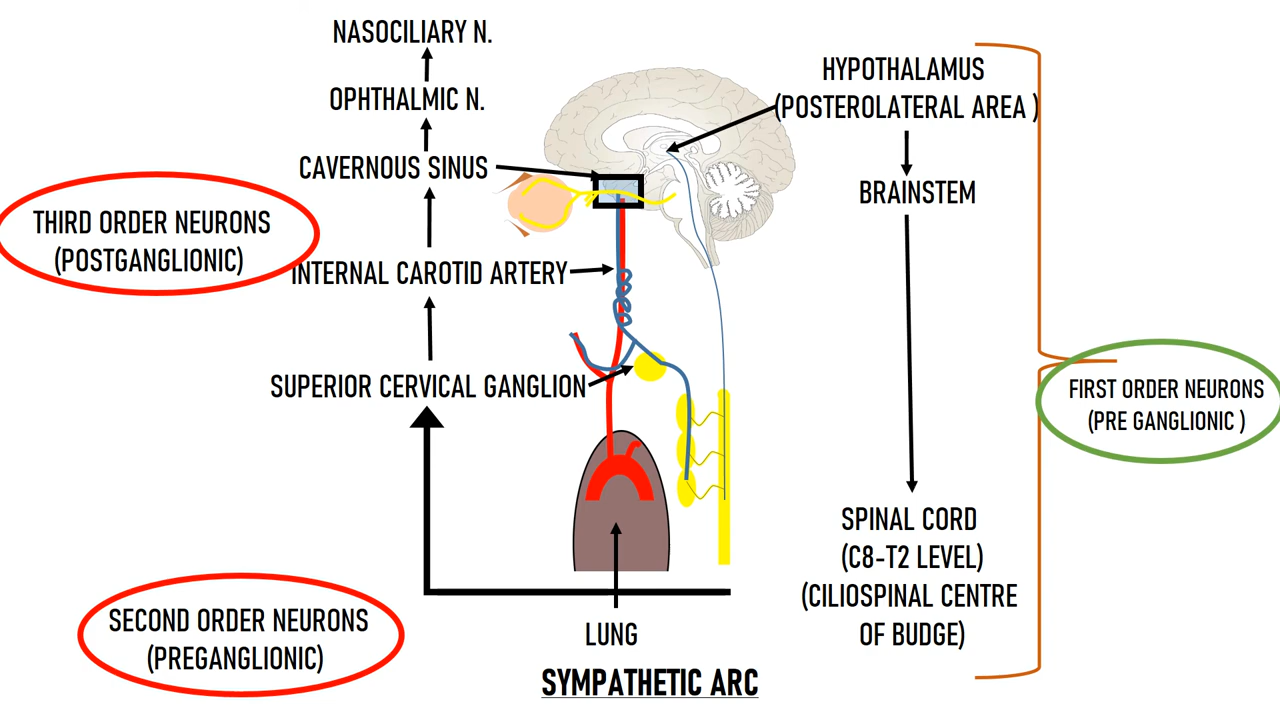 NASOCILIARY N.
OPHTHALMIC N.
CAVERNOUS SINUS
THIRD ORDER NEURONS
(POSTGANGLIONIC)
INTERNAL CAROTID ARTERY
SUPERIOR CERVICAL GANGLION
SECOND ORDER NEURONS
(PREGANGLIONIC)
LUNG
SYMPATHETIC ARC
HYPOTHALAMUS
(POSTEROLATERAL AREA )
BRAINSTEM
SPINAL CORD
(C8-T2 LEVEL)
(CILIOSPINAL CENTRE
OF BUDGE)
FIRST ORDER NEURONS
(PRE GANGLIONIC )